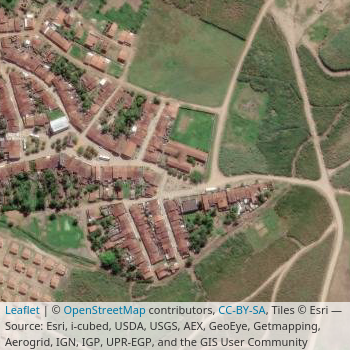 Leaflet | © OpenStreetMap contributors, CC-BY-SA, Tiles © Esri —
Source: Esri, i-cubed, USDA, USGS, AEX, GeoEye, Getmapping,
Aerogrid, IGN, IGP, UPR-EGP, and the GIS User Community